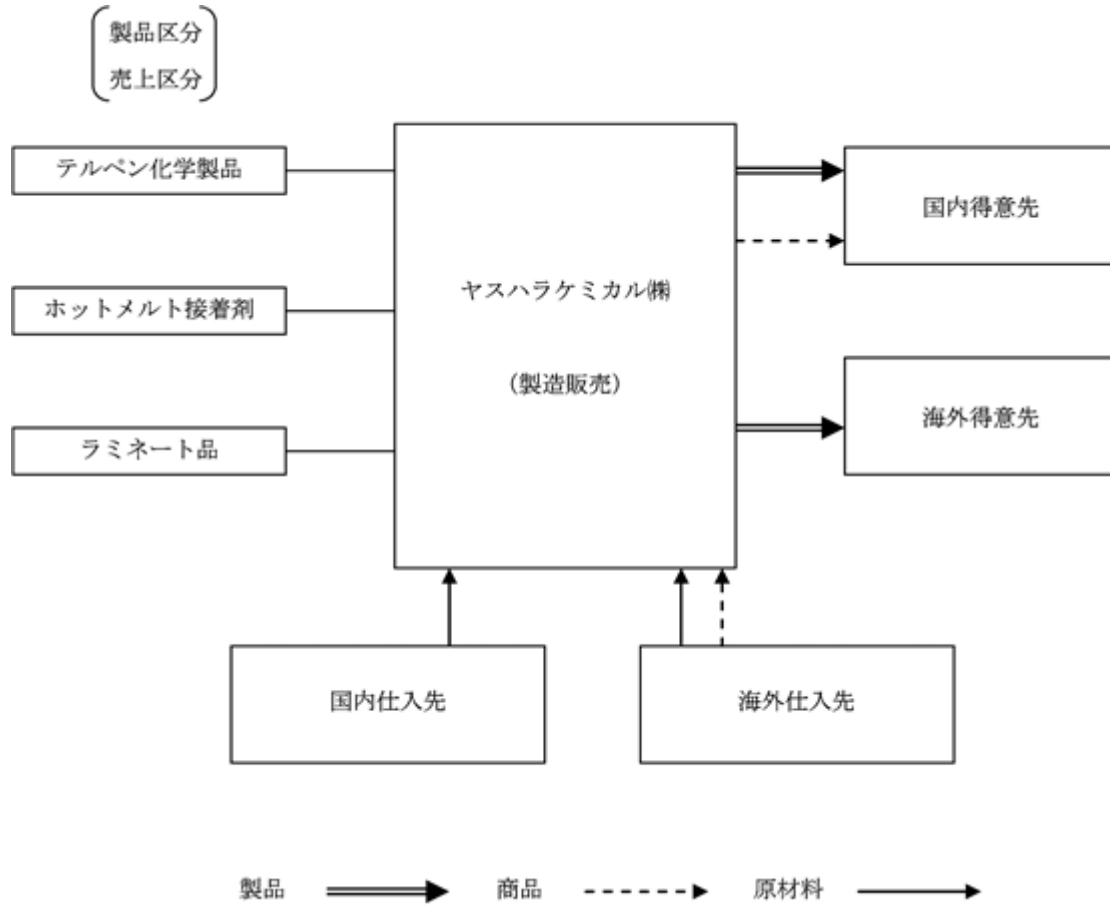 製品区分
売上区分
テルペン化学製品
ホットメルト接着剤
ラミネート品
ヤスハラケミカル㈱
(製造販売)
国内得意先
海外得意先
国内仕入先
海外仕入先
製品 商品 原材料